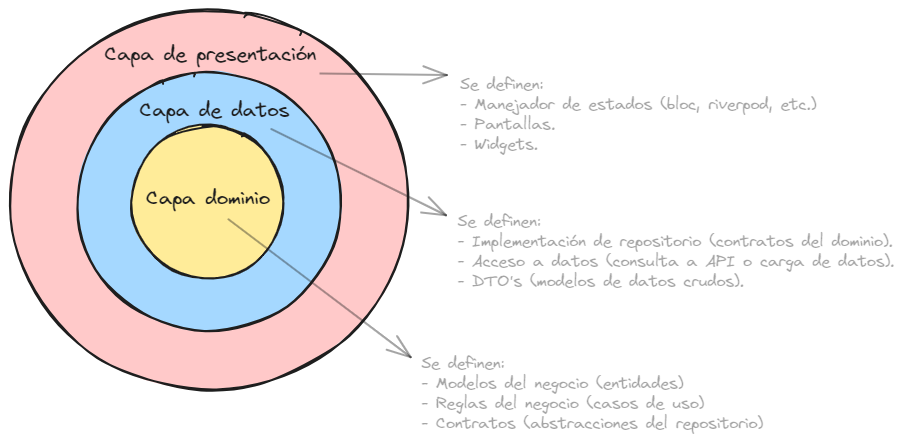 Capa de presentación
Capa de datos
Capa dominio
Se definen:
- Manejador de estados (bloc, riverpod, etc.)
- Pantallas.
- Widgets.
Se definen:
- Implementación de repositorio (contratos del dominio).
- Acceso a datos (consulta a API o carga de datos).
- DTO's (modelos de datos crudos).
Se definen:
- Modelos del negocio (entidades)
- Reglas del negocio (casos de uso)
- Contratos (abstracciones del repositorio)